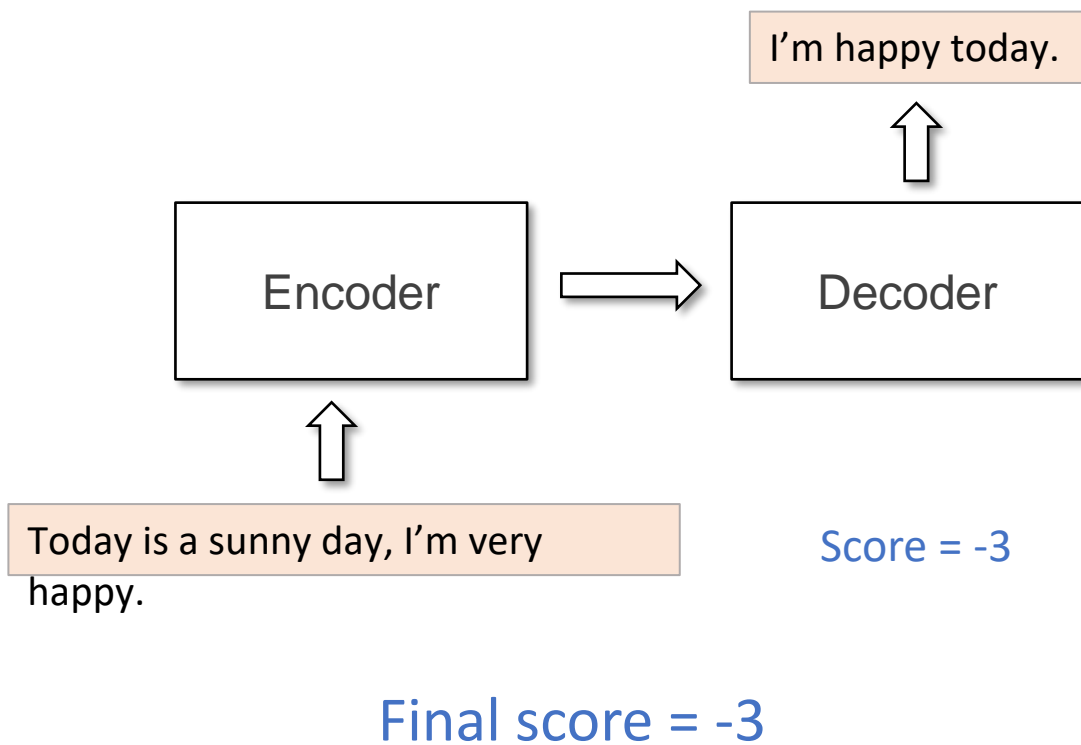 I’m happy today.
Encoder
Decoder
Today is a sunny day, I’m very
happy.
Score = -3
Final score = -3